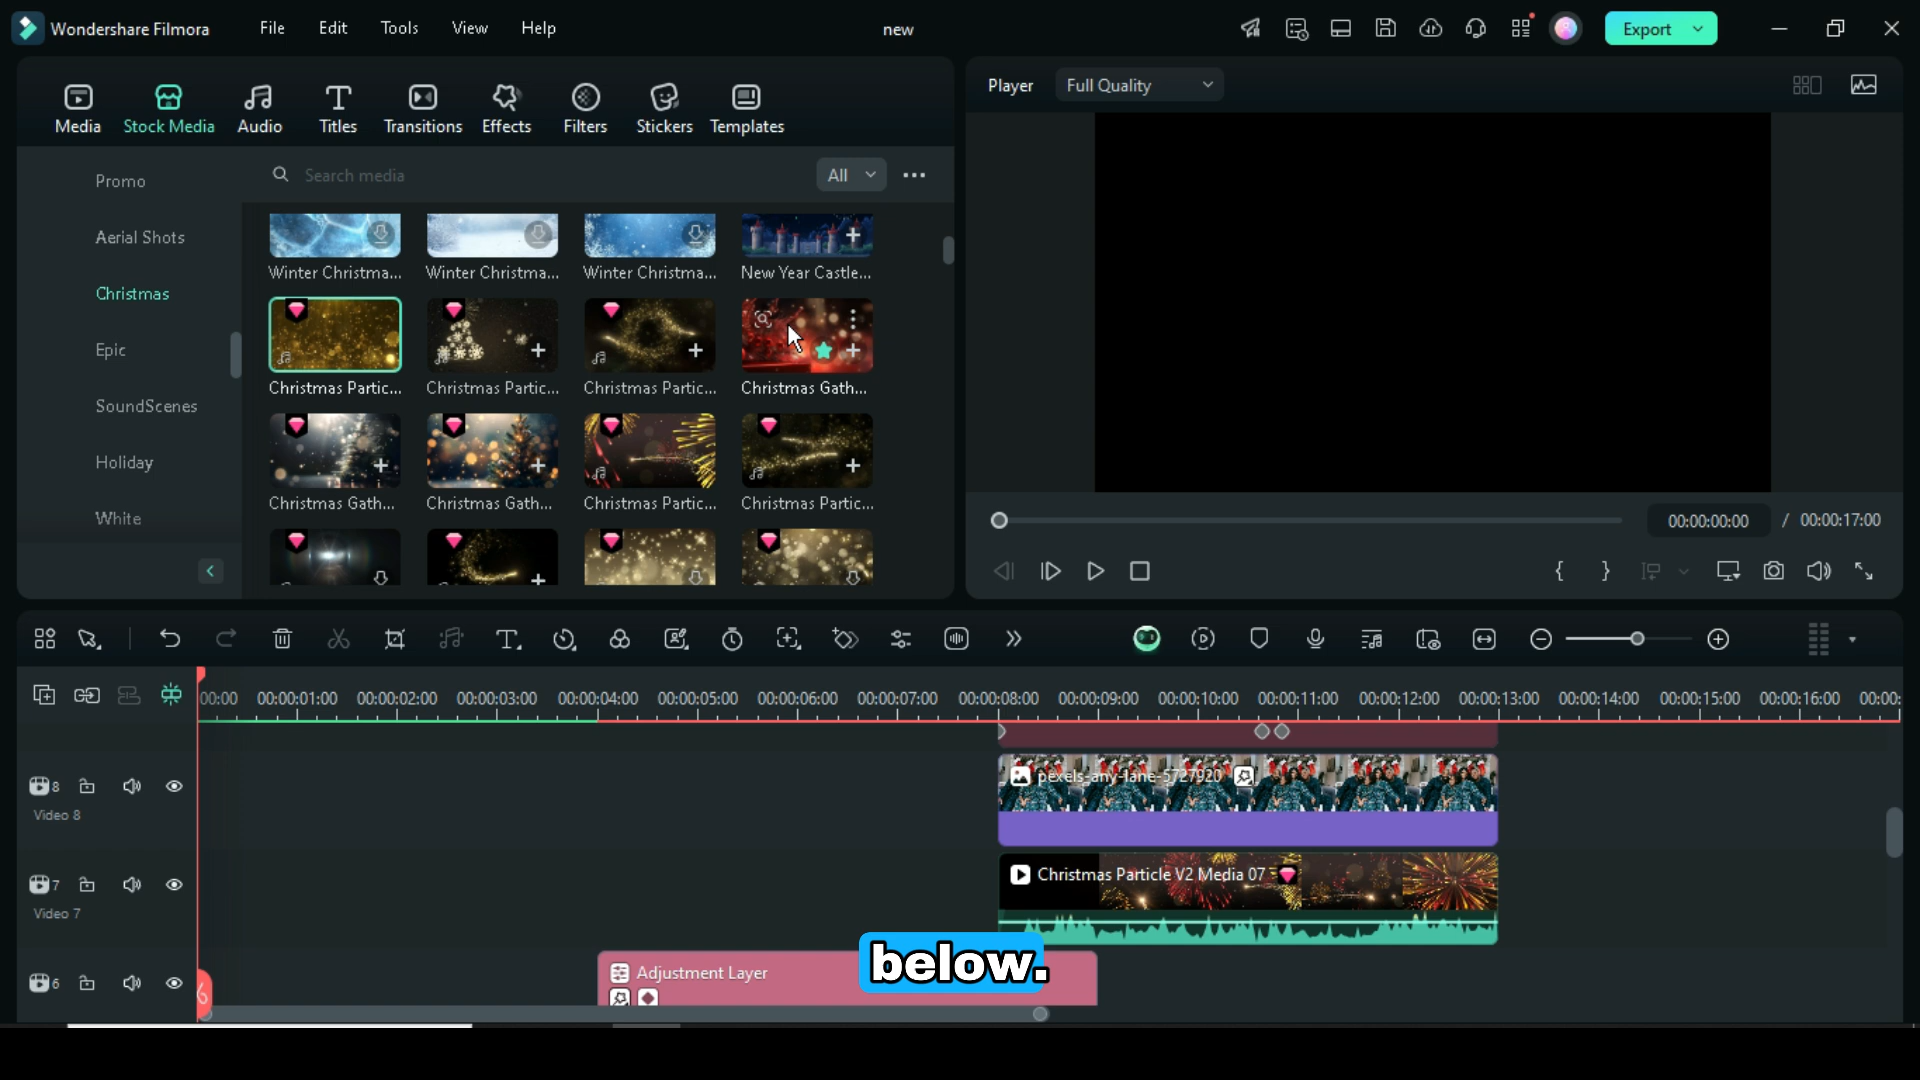 Wondershare Filmora
File
Edit
Tools
View
Help
new
Export
Media
Stock Media
Audio
Titles
Transitions
Effects
Filters
Stickers
Templates
Player
Full Quality
Promo
Aerial Shots
Christmas
Epic
SoundScenes
Holiday
White
Search media
All
Winter Christma...
Winter Christma...
Winter Christma...
New Year Castle...
Christmas Partic...
Christmas Partic...
Christmas Partic...
Christmas Gath...
Christmas Gath...
Christmas Gath...
Christmas Partic...
Christmas Partic...
00:00:00:00 / 00:00:17:00
00:00 00:00:01:00 00:00:02:00 00:00:03:00 00:00:04:00 00:00:05:00 00:00:06:00 00:00:07:00 00:00:08:00 00:00:09:00 00:00:10:00 00:00:11:00 00:00:12:00 00:00:13:00 00:00:14:00 00:00:15:00 00:00:16:00 00:00:
8
Video 8
pexels-any-lane-5727920
7
Video 7
Christmas Particle V2 Media 07
6
Adjustment Layer
below.